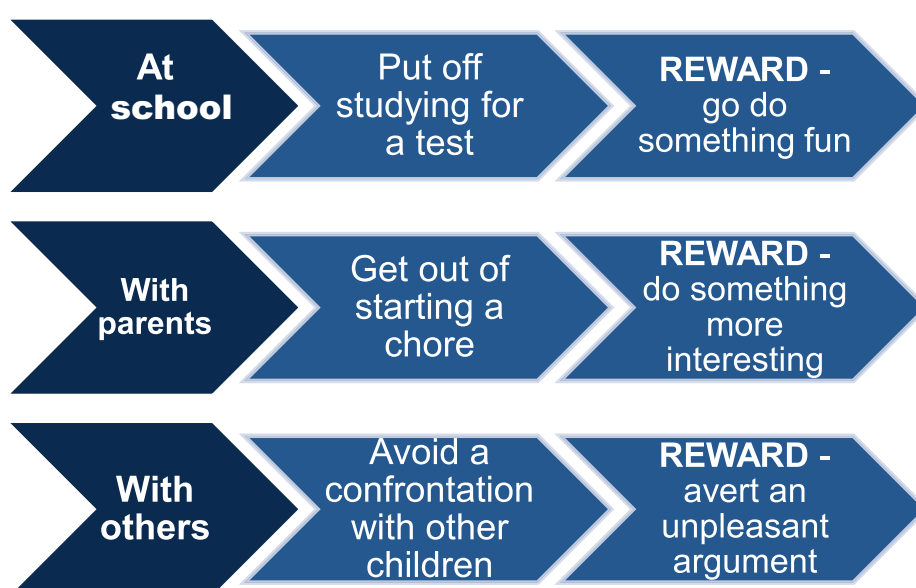 At
school
Put off
studying for
a test
REWARD -
go do
something fun
With
parents
Get out of
starting a
chore
REWARD -
do something
more
interesting
With
others
Avoid a
confrontation
with other
children
REWARD -
avert an
unpleasant
argument